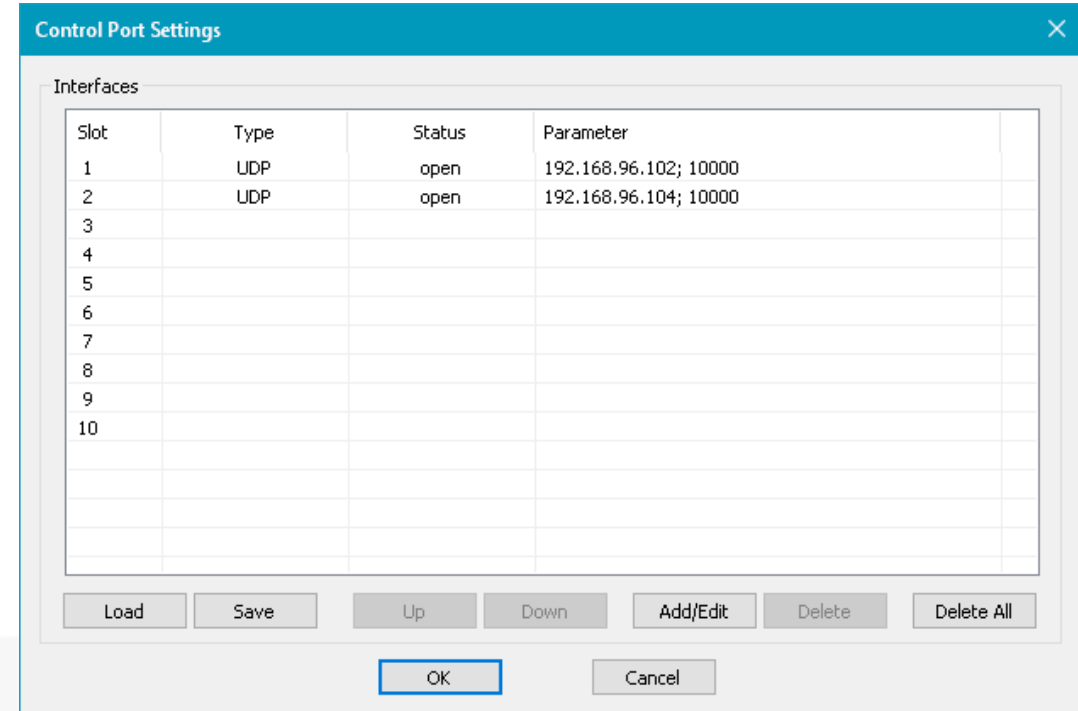 Control Port Settings
Interfaces
Slot Type Status Parameter
1 UDP open 192.168.96.102; 10000
2 UDP open 192.168.96.104; 10000
3
4
5
6
7
8
9
10
Load Save Up Down Add/Edit Delete Delete All
OK Cancel